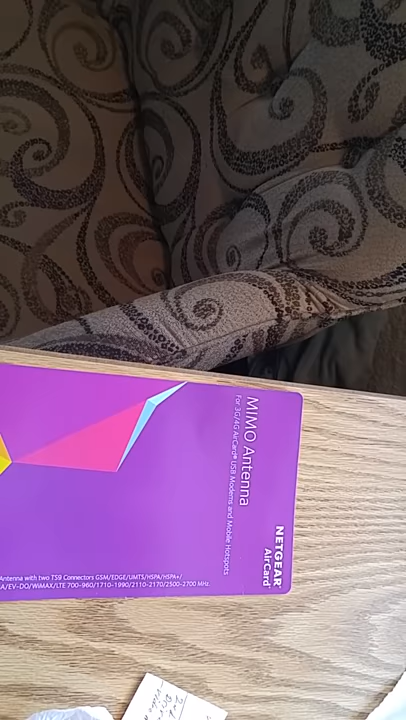 NETGEAR®
AirCard®
MIMO Antenna
For 3G/4G AirCard® USB Modems and Mobile Hotspots
Antenna with two TS9 Connectors GSM/EDGE/UMTS/HSPA/HSPA+/
A/EV-DO/WiMAX/LTE 700-960/1710-1990/2110-2170/2500-2700 MHz